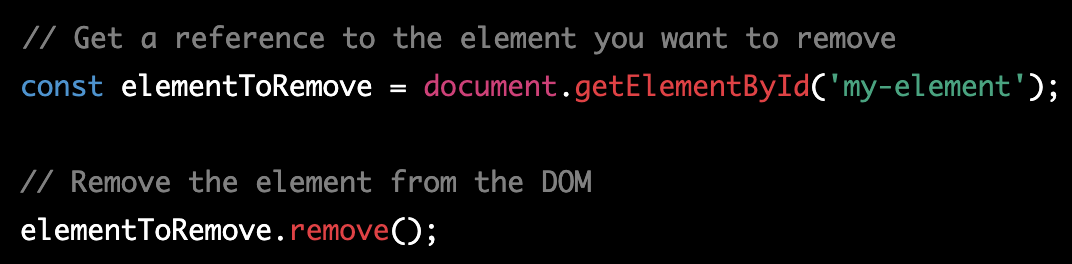 // Get a reference to the element you want to remove
const elementToRemove = document.getElementById('my-element');
// Remove the element from the DOM
elementToRemove.remove();